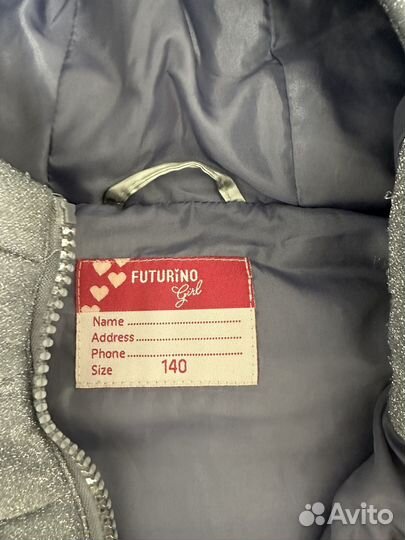 FUTURiNO
Girl
Name..............................
Address.........................
Phone............................
Size 140
Avito